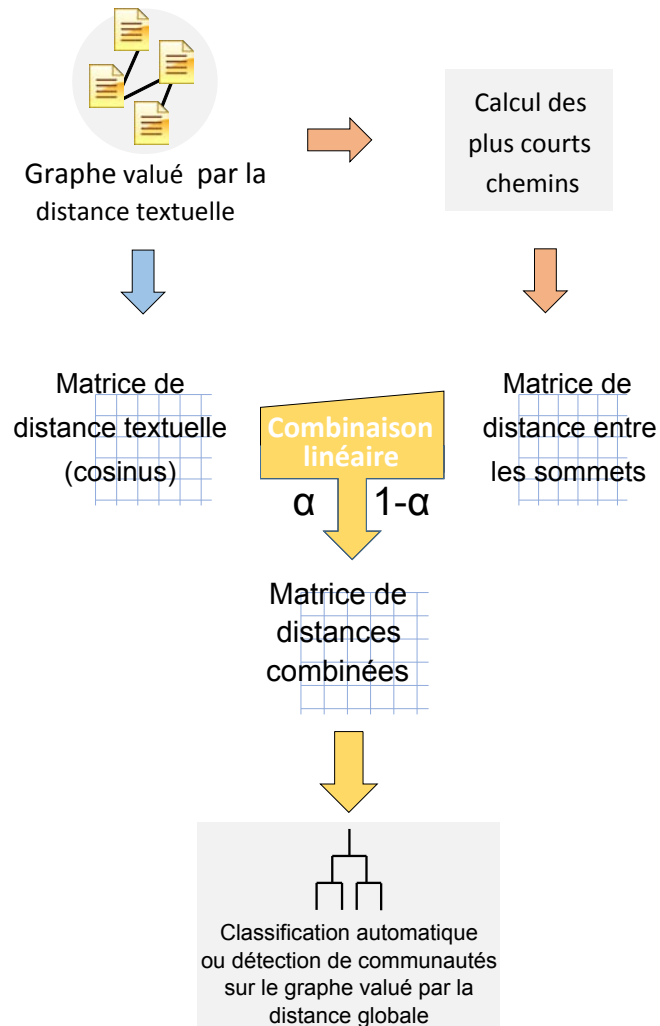 Graphe valué par la
distance textuelle
Calcul des
plus courts
chemins
Matrice de
distance textuelle
(cosinus)
Combinaison
linéaire
α 1-α
Matrice de
distance entre
les sommets
Matrice de
distances
combinées
Classification automatique
ou détection de communautés
sur le graphe valué par la
distance globale